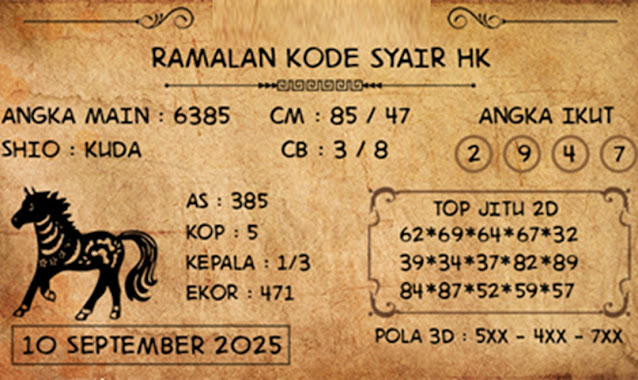 RAMALAN KODE SYAIR HK
ANGKA MAIN : 6385
CM : 85 / 47
ANGKA IKUT
SHIO : KUDA
CB : 3 / 8
2 9 4 7
AS : 385
KOP : 5
KEPALA : 1/3
EKOR : 471
TOP JITU 2D
62*69*64*67*32
39*34*37*82*89
84*87*52*59*57
POLA 3D : 5XX - 4XX - 7XX
10 SEPTEMBER 2025